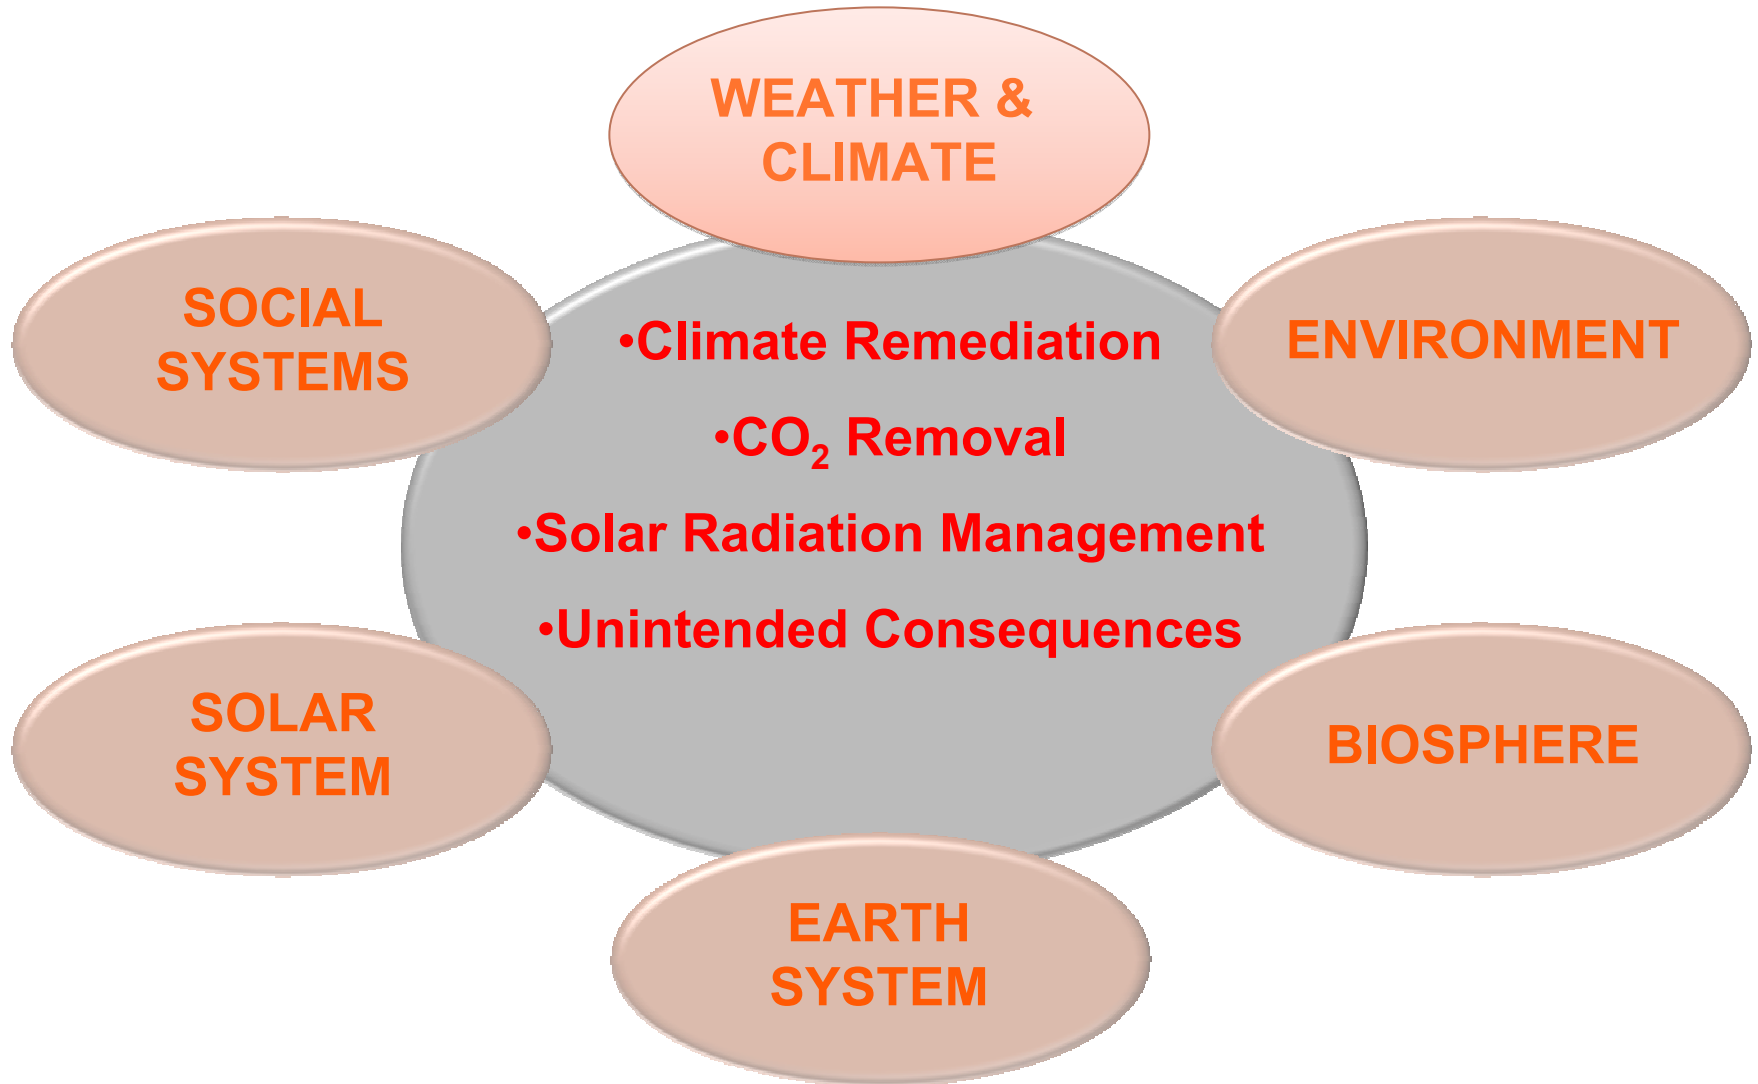 WEATHER &
CLIMATE
SOCIAL
SYSTEMS
ENVIRONMENT
•Climate Remediation
•CO₂ Removal
•Solar Radiation Management
•Unintended Consequences
SOLAR
SYSTEM
BIOSPHERE
EARTH
SYSTEM